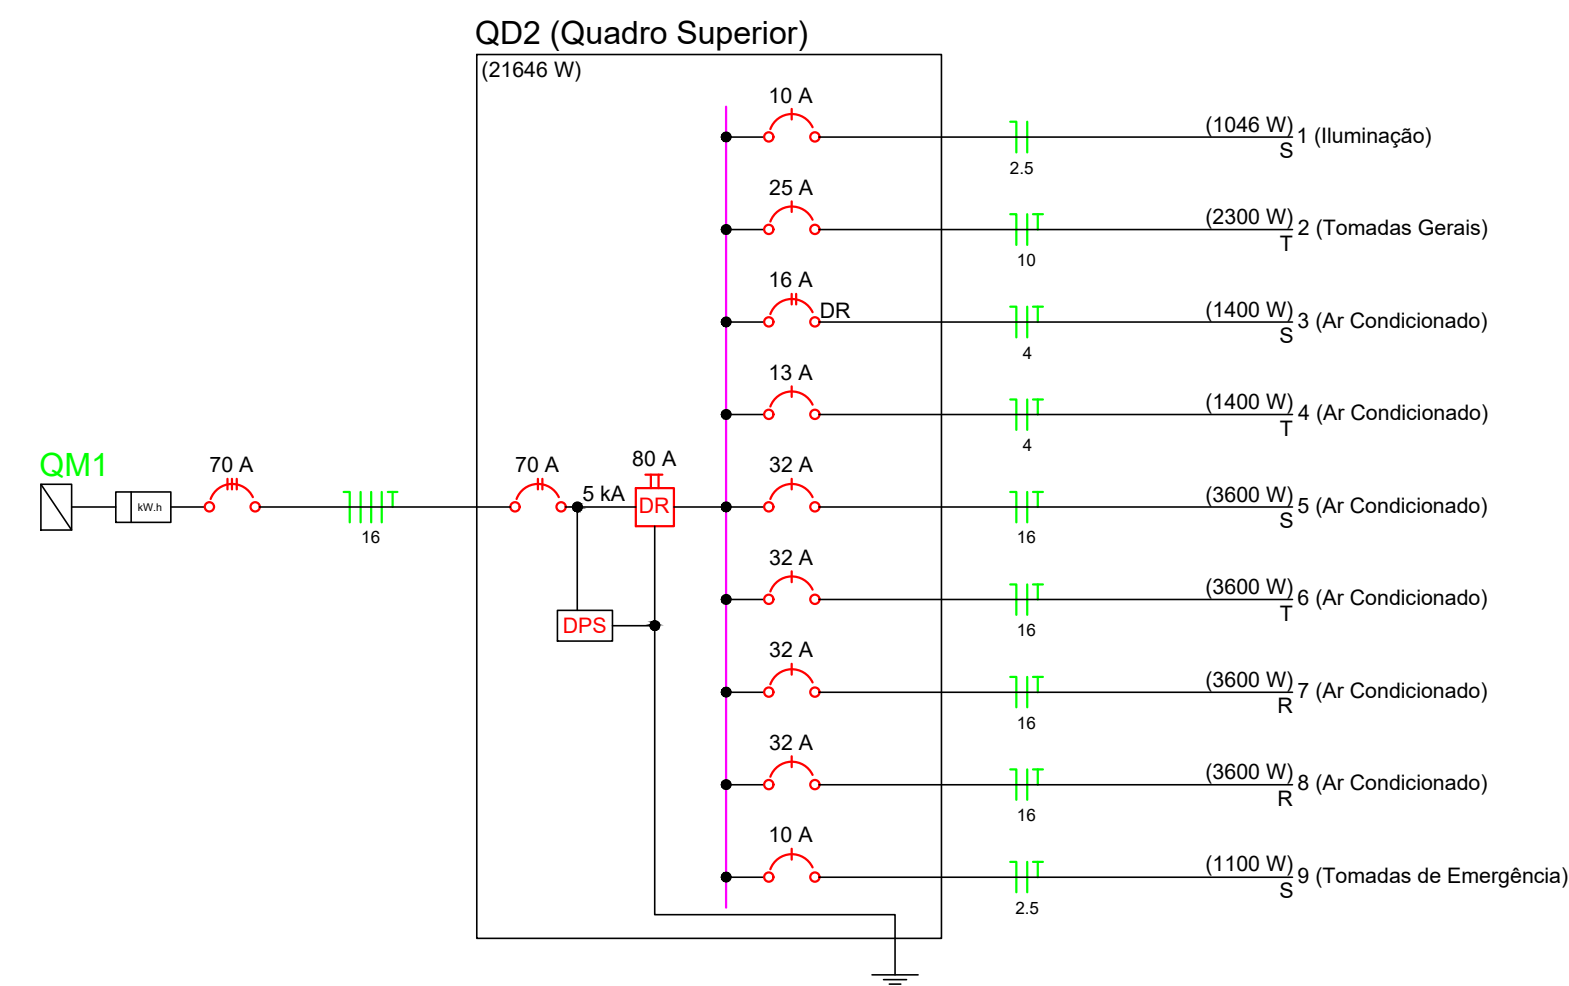 QD2 (Quadro Superior)
(21646 W)
10 A
2.5
(1046 W)
S
1 (Iluminação)
25 A
10
(2300 W)
T
2 (Tomadas Gerais)
16 A
DR
4
(1400 W)
S
3 (Ar Condicionado)
13 A
4
(1400 W)
T
4 (Ar Condicionado)
QM1
kW.h
70 A
16
70 A
5 kA
80 A
DR
DPS
32 A
16
(3600 W)
S
5 (Ar Condicionado)
32 A
16
(3600 W)
T
6 (Ar Condicionado)
32 A
16
(3600 W)
R
7 (Ar Condicionado)
32 A
16
(3600 W)
R
8 (Ar Condicionado)
10 A
2.5
(1100 W)
S
9 (Tomadas de Emergência)